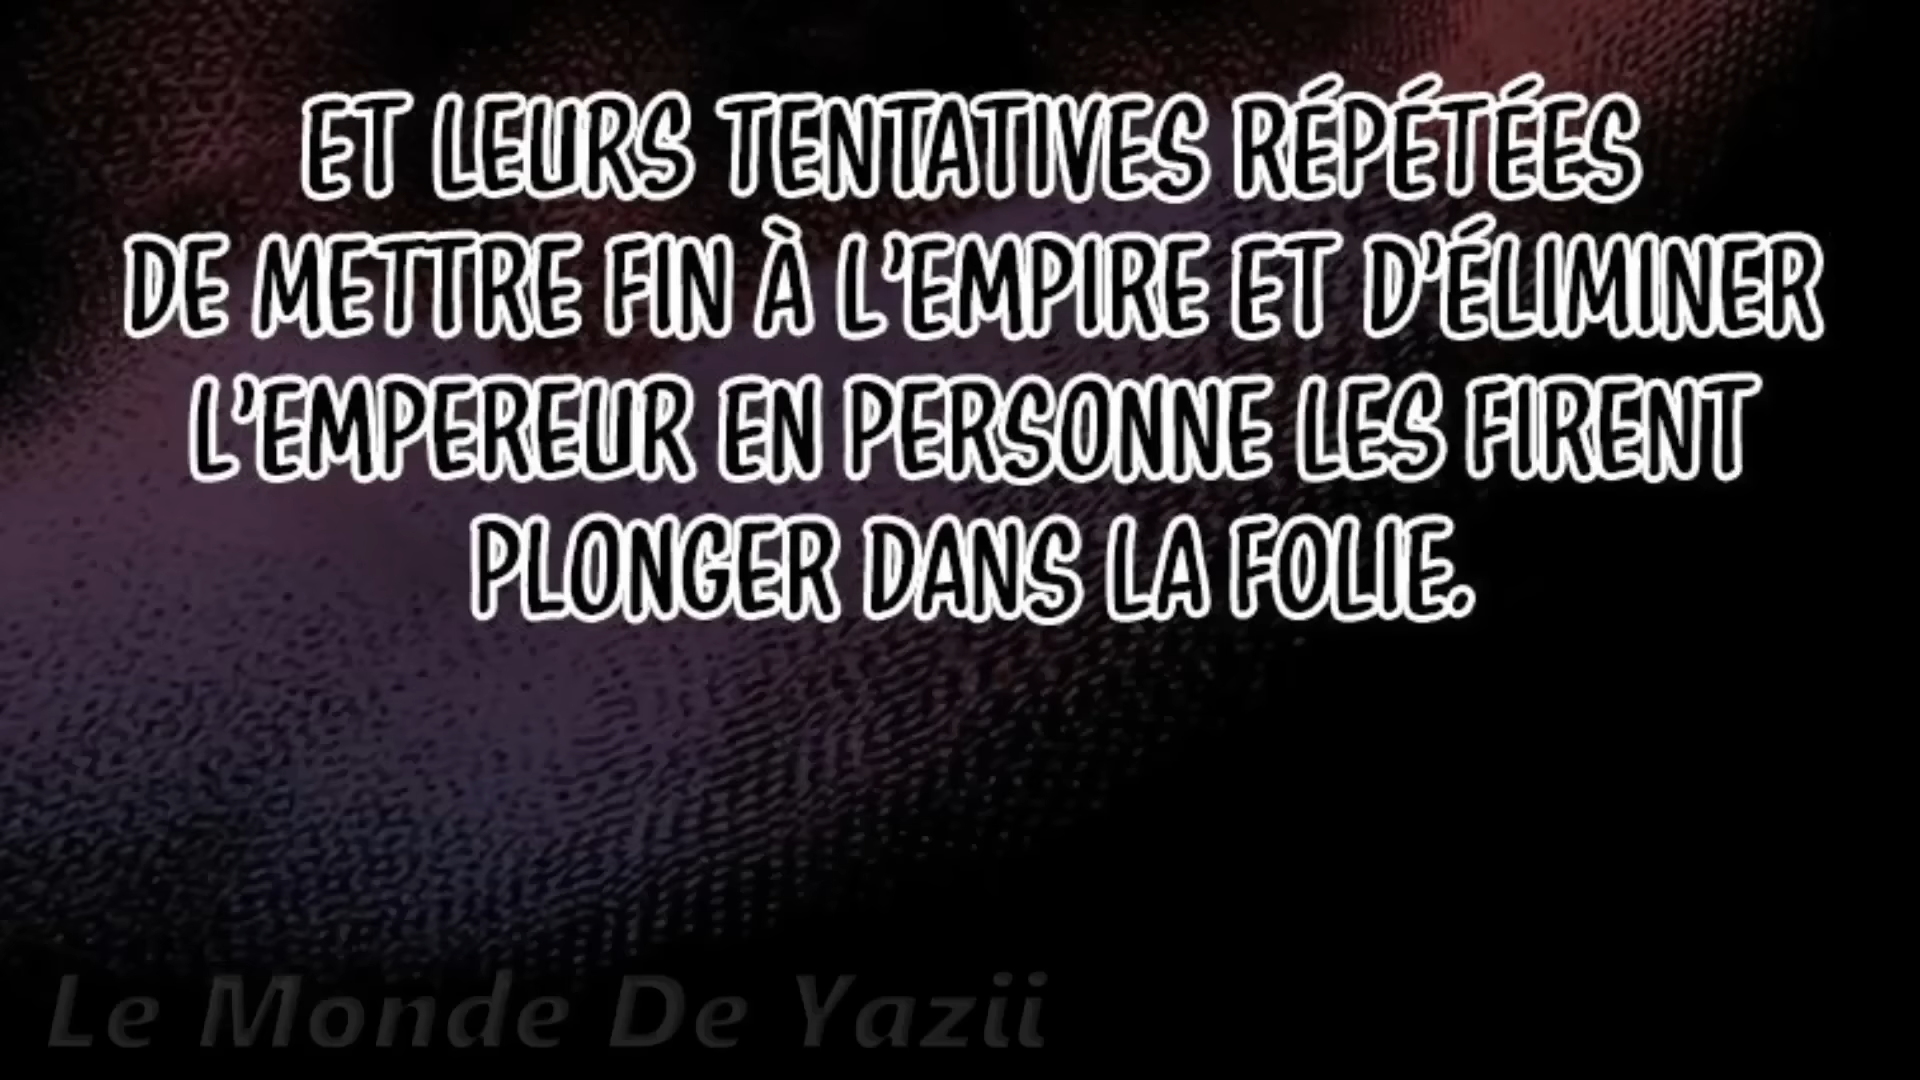 ET LEURS TENTATIVES RÉPÉTÉES
DE METTRE FIN À L'EMPIRE ET D'ÉLIMINER
L'EMPEREUR EN PERSONNE LES FIRENT
PLONGER DANS LA FOLIE.
Le Monde De Yazii